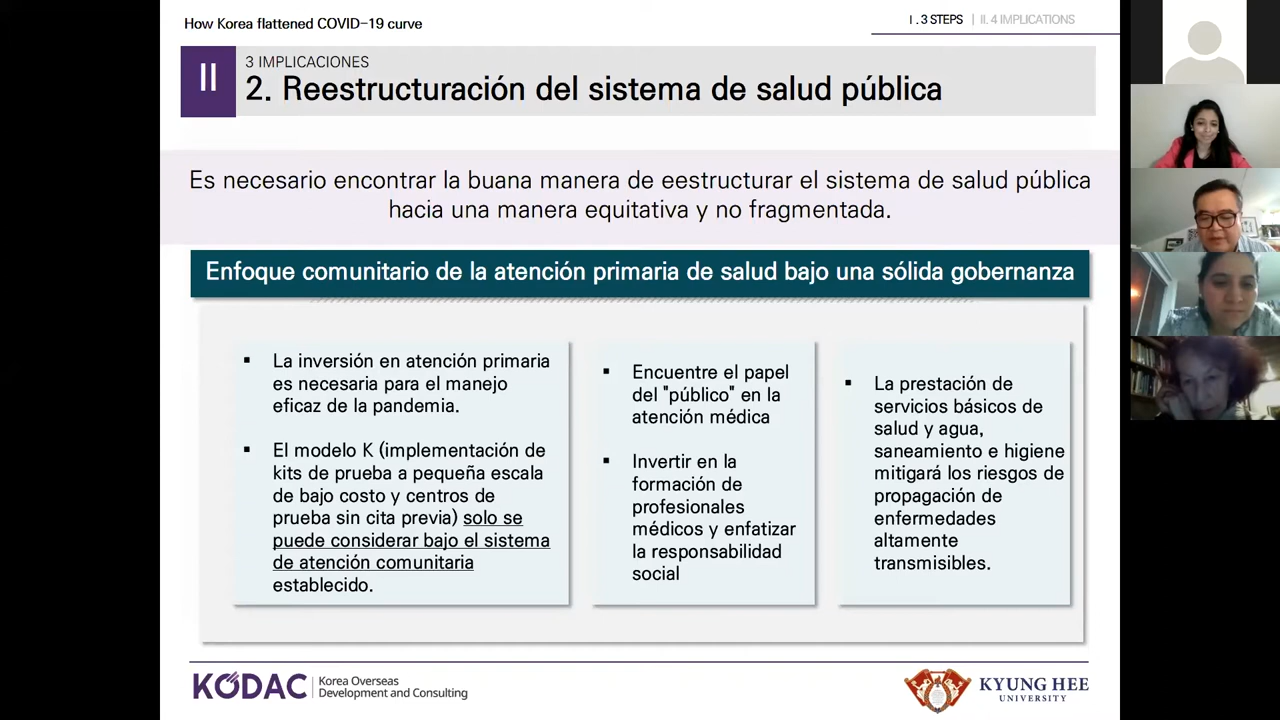 How Korea flattened COVID-19 curve
I . 3 STEPS | II. 4 IMPLICATIONS
II
3 IMPLICACIONES
2. Reestructuración del sistema de salud pública
Es necesario encontrar la buana manera de eestructurar el sistema de salud pública
hacia una manera equitativa y no fragmentada.
Enfoque comunitario de la atención primaria de salud bajo una sólida gobernanza
▪ La inversión en atención primaria
es necesaria para el manejo
eficaz de la pandemia.
▪ El modelo K (implementación de
kits de prueba a pequeña escala
de bajo costo y centros de
prueba sin cita previa) solo se
puede considerar bajo el sistema
de atención comunitaria
establecido.
▪ Encuentre el papel
del "público" en la
atención médica
▪ Invertir en la
formación de
profesionales
médicos y enfatizar
la responsabilidad
social
▪ La prestación de
servicios básicos de
salud y agua,
saneamiento e higiene
mitigará los riesgos de
propagación de
enfermedades
altamente
transmisibles.
KODAC
Korea Overseas
Development and Consulting
KYUNG HEE
UNIVERSITY